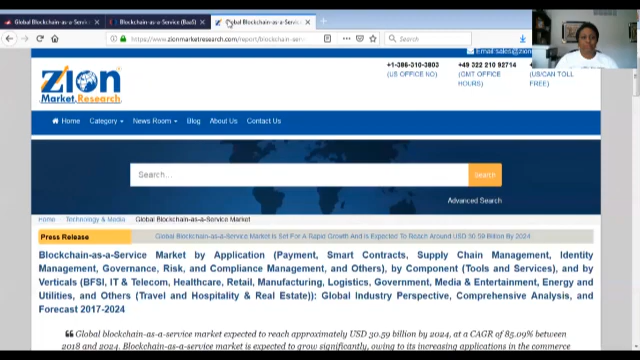 Global Blockchain-as-a-Servic
Blockchain-as-a-Service (BaaS)
Global Blockchain-as-a-Servic
https://www.zionmarketresearch.com/report/blockchain-
Search
Email
+1-386-310-3803
(US OFFICE NO)
+49 322 210 92714
(GMT OFFICE
HOURS)
(US/CAN TOLL
FREE)
Zion
Market.Research
Home Category News Room Blog About Us Contact Us
Search... Search
Advanced Search
Home Technology & Media Global Blockchain-as-a-Service Market
Press Release Global Blockchain-as-a-Service Market Is Set For A Rapid Growth And Is Expected To Reach Around USD 30.59 Billion By 2024
Blockchain-as-a-Service Market by Application (Payment, Smart Contracts, Supply Chain Management, Identity
Management, Governance, Risk, and Compliance Management, and Others), by Component (Tools and Services), and by
Verticals (BFSI, IT & Telecom, Healthcare, Retail, Manufacturing, Logistics, Government, Media & Entertainment, Energy and
Utilities, and Others (Travel and Hospitality & Real Estate)): Global Industry Perspective, Comprehensive Analysis, and
Forecast 2017-2024
Global blockchain-as-a-service market expected to reach approximately USD 30.59 billion by 2024, at a CAGR of 85.09% between
2018 and 2024. Blockchain-as-a-service market is expected to grow significantly, owing to its increasing applications in the commerce